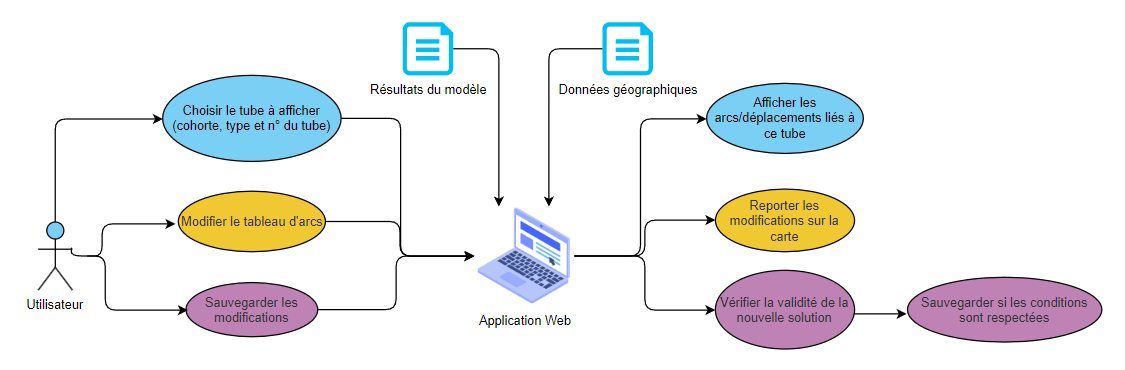 Résultats du modèle
Données géographiques
Choisir le tube à afficher
(cohorte, type et n° du tube)
Afficher les
arcs/déplacements liés à
ce tube
Modifier le tableau d'arcs
Reporter les
modifications sur la
carte
Utilisateur
Sauvegarder les
modifications
Application Web
Vérifier la validité de la
nouvelle solution
Sauvegarder si les conditions
sont respectées